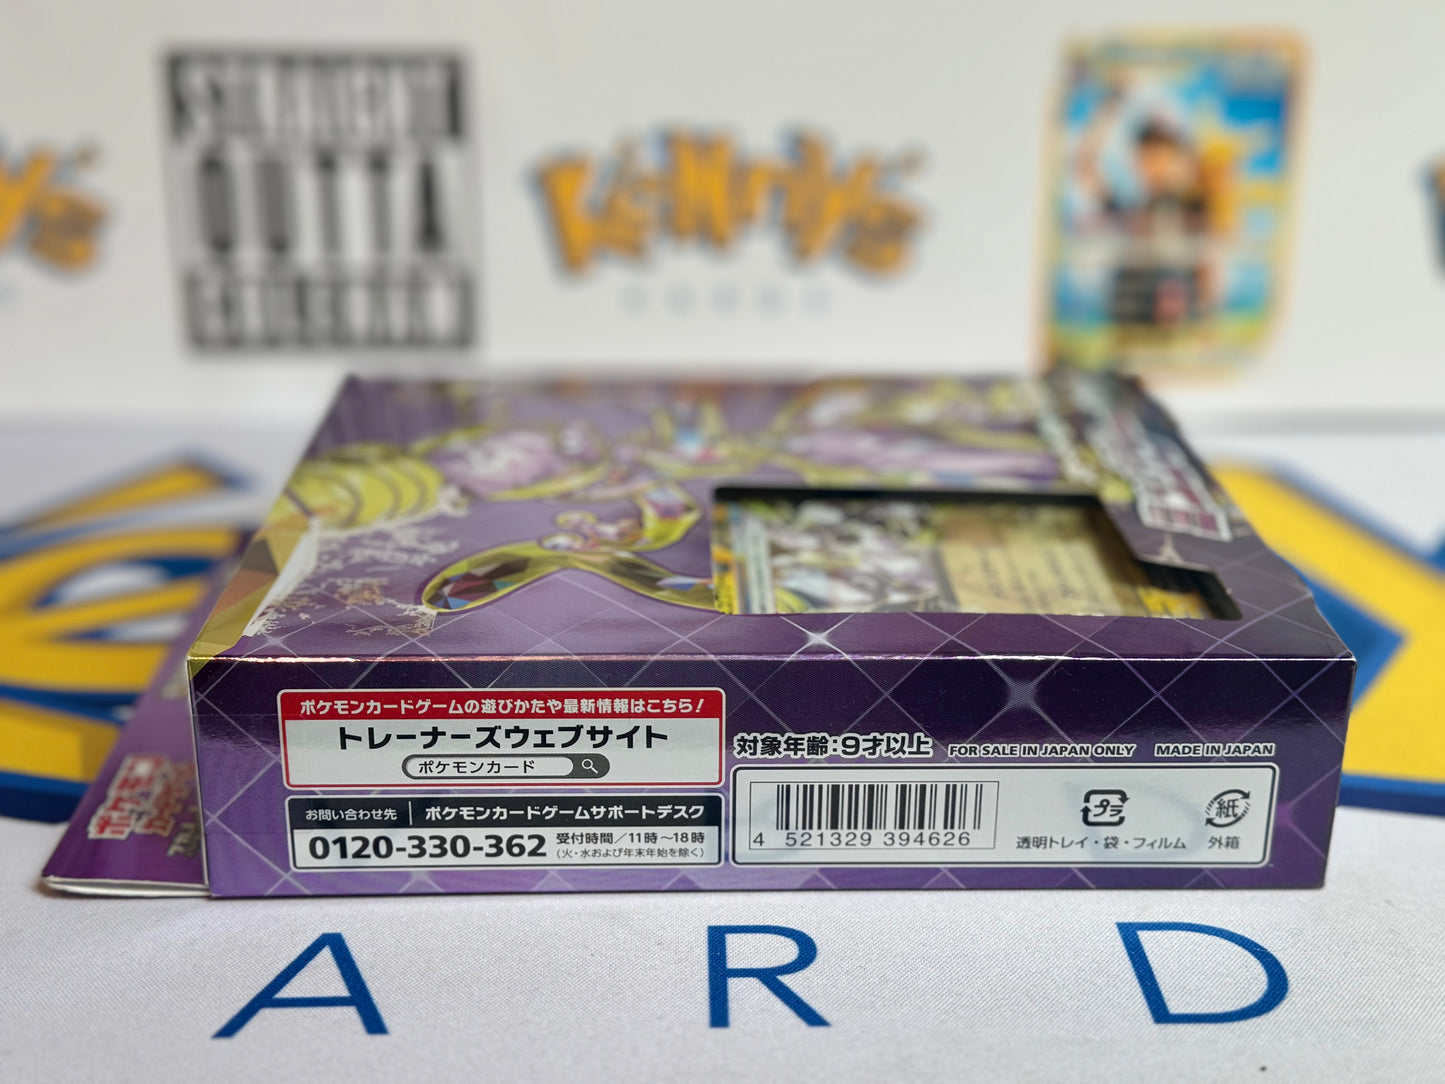 OUTTA
ポケモンカードゲームの遊びかたや最新情報はこちら!
トレーナーズウェブサイト
ポケモンカード
お問い合わせ先 ポケモンカードゲームサポートデスク
0120-330-362 受付時間/11時~18時
(火・水および年末年始を除く)
対象年齢:9才以上 FOR SALE IN JAPAN ONLY MADE IN JAPAN
4 521329 394626
プラ
透明トレイ・袋・フィルム
紙
外箱
A R D